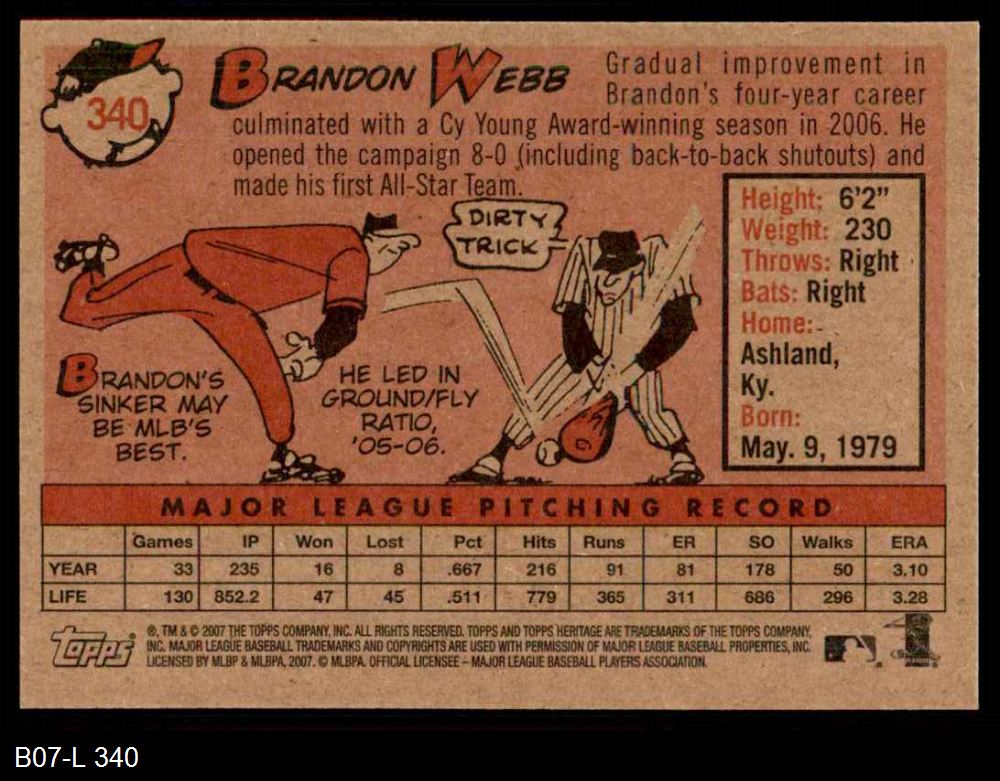 340
BRANDON WEBB
Gradual improvement in
Brandon's four-year career
culminated with a Cy Young Award-winning season in 2006. He
opened the campaign 8-0 (including back-to-back shutouts) and
made his first All-Star Team.
Height: 6'2"
Weight: 230
Throws: Right
Bats: Right
Home:
Ashland,
Ky.
Born:
May. 9, 1979
DIRTY
TRICK
BRANDON'S
SINKER MAY
BE MLB'S
BEST.
HE LED IN
GROUND/FLY
RATIO,
'05-06.
MAJOR LEAGUE PITCHING RECORD
Games IP Won Lost Pct Hits Runs ER SO Walks ERA
YEAR 33 235 16 8 .667 216 91 81 178 50 3.10
LIFE 130 852.2 47 45 .511 779 365 311 686 296 3.28
topps
®, TM & © 2007 THE TOPPS COMPANY, INC. ALL RIGHTS RESERVED. TOPPS AND TOPPS HERITAGE ARE TRADEMARKS OF THE TOPPS COMPANY,
INC. MAJOR LEAGUE BASEBALL TRADEMARKS AND COPYRIGHTS ARE USED WITH PERMISSION OF MAJOR LEAGUE BASEBALL PROPERTIES, INC.
LICENSED BY MLBP & MLBPA, 2007. © MLBPA. OFFICIAL LICENSEE – MAJOR LEAGUE BASEBALL PLAYERS ASSOCIATION.
B07-L 340